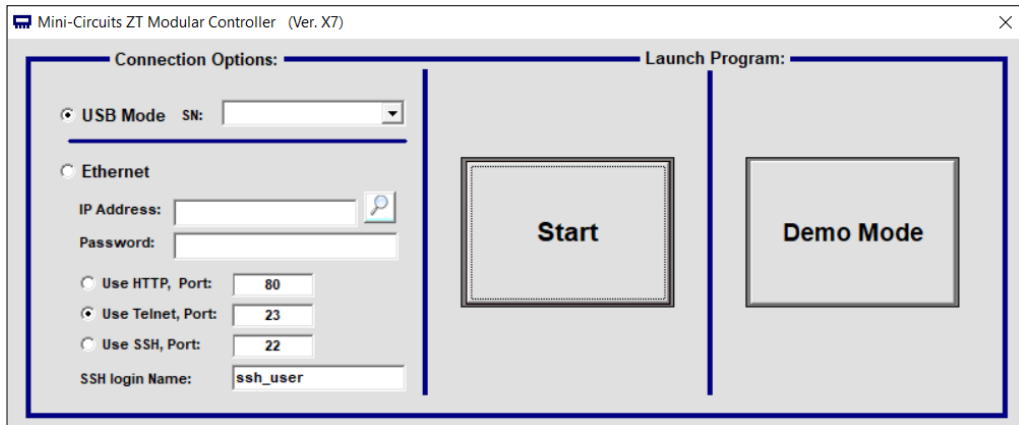 Mini-Circuits ZT Modular Controller (Ver. X7)
Connection Options:
USB Mode SN:
Ethernet
IP Address:
Password:
Use HTTP, Port: 80
Use Telnet, Port: 23
Use SSH, Port: 22
SSH login Name: ssh_user
Launch Program:
Start
Demo Mode